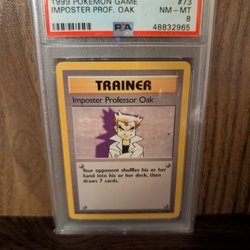 1999 POKEMON GAME #73
IMPOSTER PROF. OAK NM-MT
PSA 8
48832965
TRAINER
Imposter Professor Oak
Your opponent shuffles his or her
hand into his or her deck, then
draws 7 cards.